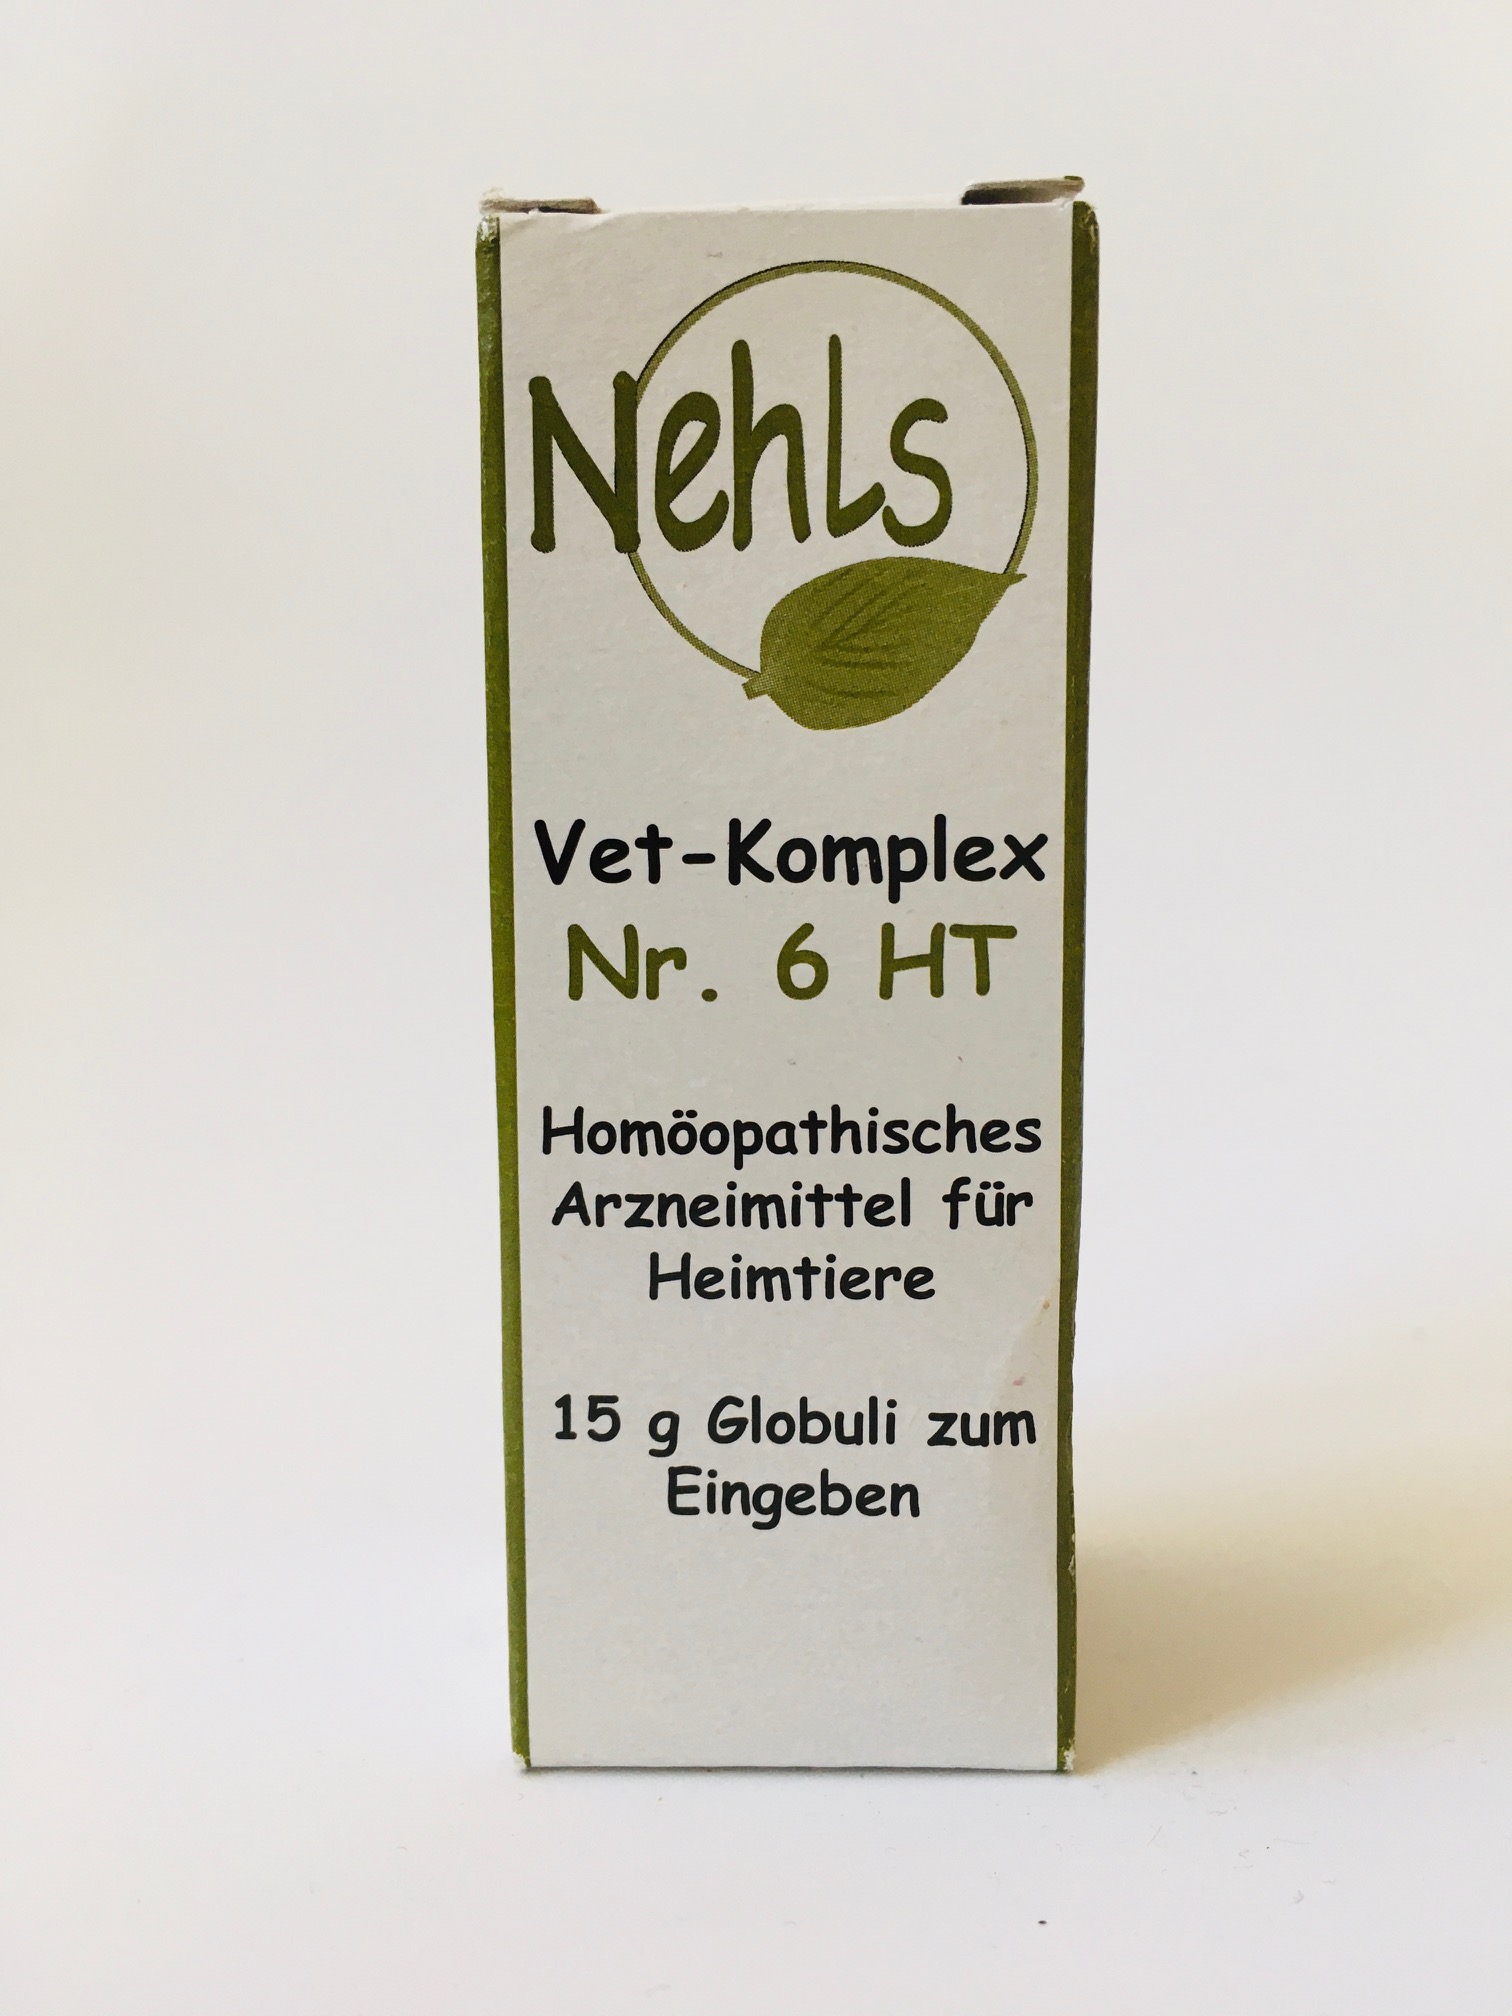 Nehls
Vet-Komplex
Nr. 6 HT
Homöopathisches
Arzneimittel für
Heimtiere
15 g Globuli zum
Eingeben